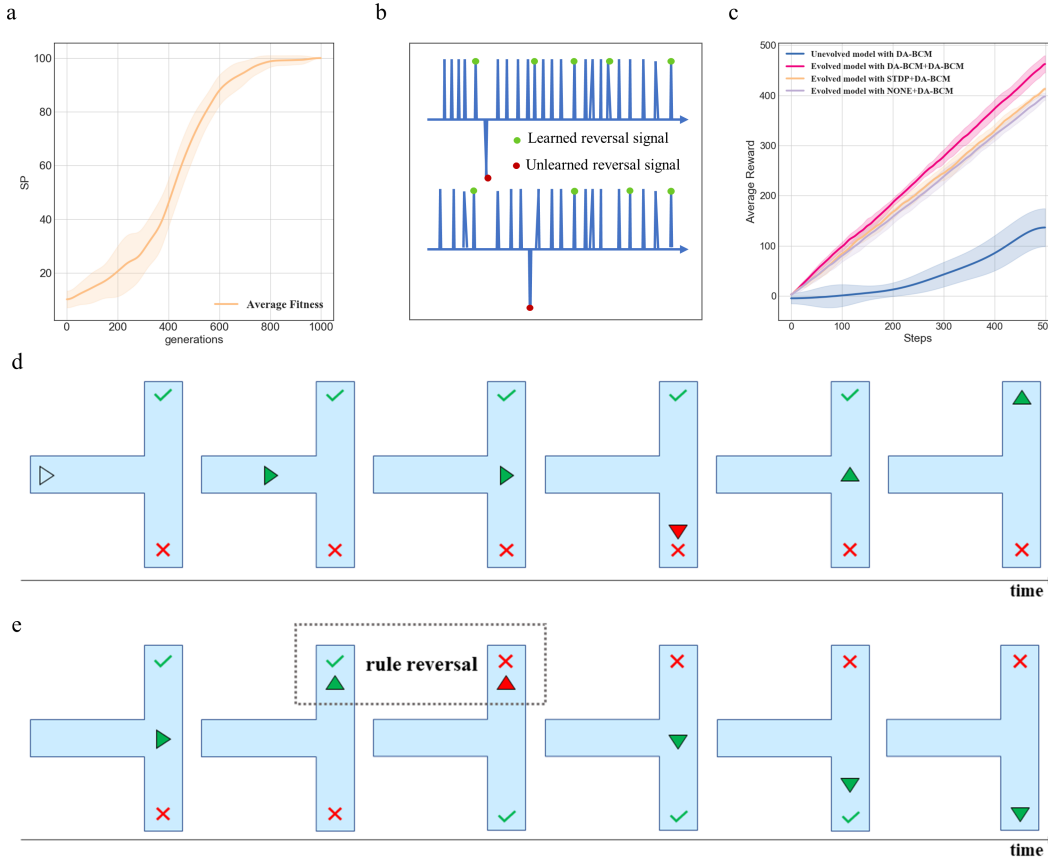 a
100
80
60
40
20
SP
0 200 400 600 800 1000
generations
Average Fitness
b
Learned reversal signal
Unlearned reversal signal
c
500
400
300
200
100
0
Average Reward
0 100 200 300 400 500
Steps
Unevolved model with DA-BCM
Evolved model with DA-BCM+DA-BCM
Evolved model with STDP+DA-BCM
Evolved model with NONE+DA-BCM
d
time
e
rule reversal
time